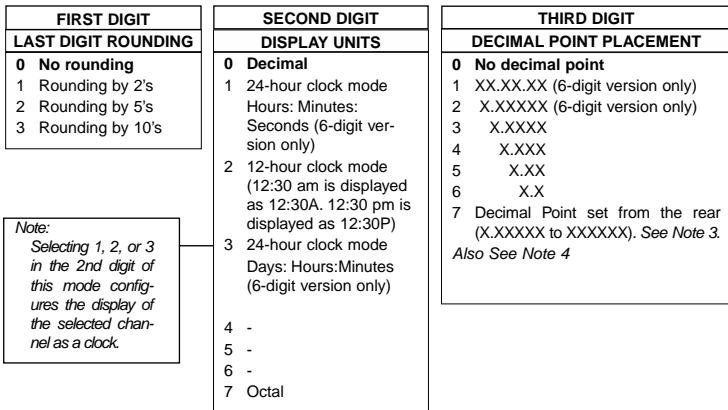 FIRST DIGIT
LAST DIGIT ROUNDING
0 No rounding
1 Rounding by 2's
2 Rounding by 5's
3 Rounding by 10's
Note:
Selecting 1, 2, or 3
in the 2nd digit of
this mode config-
ures the display of
the selected chan-
nel as a clock.
SECOND DIGIT
DISPLAY UNITS
0 Decimal
1 24-hour clock mode
Hours: Minutes:
Seconds (6-digit ver-
sion only)
2 12-hour clock mode
(12:30 am is displayed
as 12:30A. 12:30 pm is
displayed as 12:30P)
3 24-hour clock mode
Days: Hours:Minutes
(6-digit version only)
4 -
5 -
6 -
7 Octal
THIRD DIGIT
DECIMAL POINT PLACEMENT
0 No decimal point
1 XX.XX.XX (6-digit version only)
2 X.XXXXX (6-digit version only)
3 X.XXXX
4 X.XXX
5 X.XX
6 X.X
7 Decimal Point set from the rear
(X.XXXXX to XXXXXX). See Note 3.
Also See Note 4